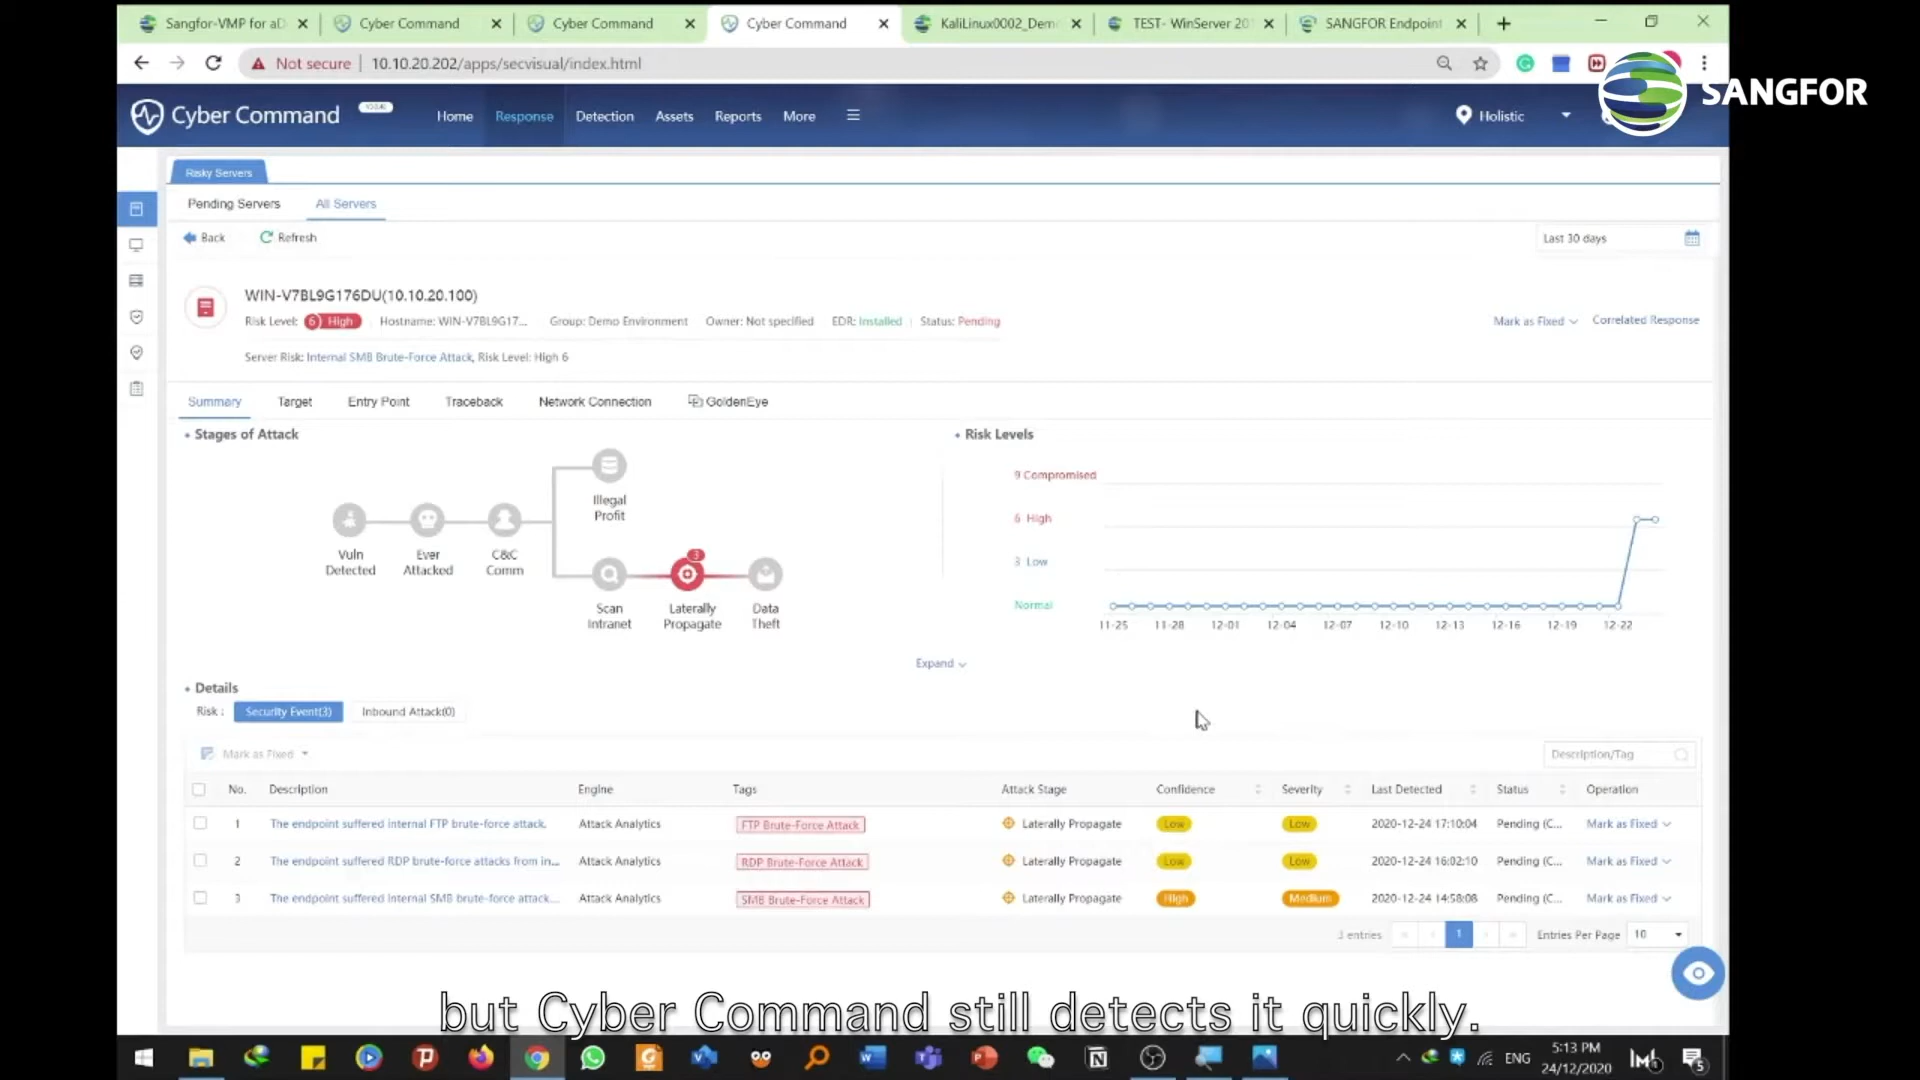 Sangfor-VMP for aD
Cyber Command
Cyber Command
Cyber Command
KaliLinux0002_Dem
TEST- WinServer 20
SANGFOR Endpoint
Not secure
10.10.20.202/apps/secvisual/index.html
SANGFOR
Cyber Command
Home
Response
Detection
Assets
Reports
More
Holistic
Risky Servers
Pending Servers
All Servers
Back
Refresh
Last 30 days
WIN-V7BL9G176DU(10.10.20.100)
Risk Level: 6 High
Hostname: WIN-V7BL9G17...
Group: Demo Environment
Owner: Not specified
EDR: Installed
Status: Pending
Mark as Fixed
Correlated Response
Server Risk: Internal SMB Brute-Force Attack, Risk Level: High 6
Summary
Target
Entry Point
Traceback
Network Connection
GoldenEye
Stages of Attack
Vuln Detected
Ever Attacked
C&C Comm
Illegal Profit
Scan Intranet
3
Laterally Propagate
Data Theft
Risk Levels
9 Compromised
6 High
3 Low
Normal
11-25 11-28 12-01 12-04 12-07 12-10 12-13 12-16 12-19 12-22
Expand
Details
Risk :
Security Event(3)
Inbound Attack(0)
Mark as Fixed
Description/Tag
No. Description Engine Tags Attack Stage Confidence Severity Last Detected Status Operation
1 The endpoint suffered internal FTP brute-force attack. Attack Analytics FTP Brute-Force Attack Laterally Propagate Low Low 2020-12-24 17:10:04 Pending (C... Mark as Fixed
2 The endpoint suffered RDP brute-force attacks from in... Attack Analytics RDP Brute-Force Attack Laterally Propagate Low Low 2020-12-24 16:02:10 Pending (C... Mark as Fixed
3 The endpoint suffered internal SMB brute-force attack.... Attack Analytics SMB Brute-Force Attack Laterally Propagate High Medium 2020-12-24 14:58:08 Pending (C... Mark as Fixed
3 entries
1
Entries Per Page
10
but Cyber Command still detects it quickly.
ENG
5:13 PM
24/12/2020
5